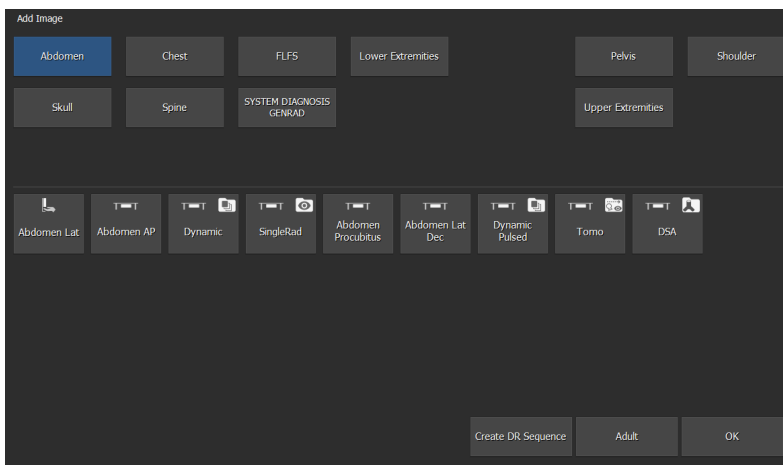 Add Image
Abdomen
Chest
FLFS
Lower Extremities
Pelvis
Shoulder
Skull
Spine
SYSTEM DIAGNOSIS
GENRAD
Upper Extremities
Abdomen Lat
Abdomen AP
Dynamic
SingleRad
Abdomen
Procubitus
Abdomen Lat
Dec
Dynamic
Pulsed
Tomo
DSA
Create DR Sequence
Adult
OK